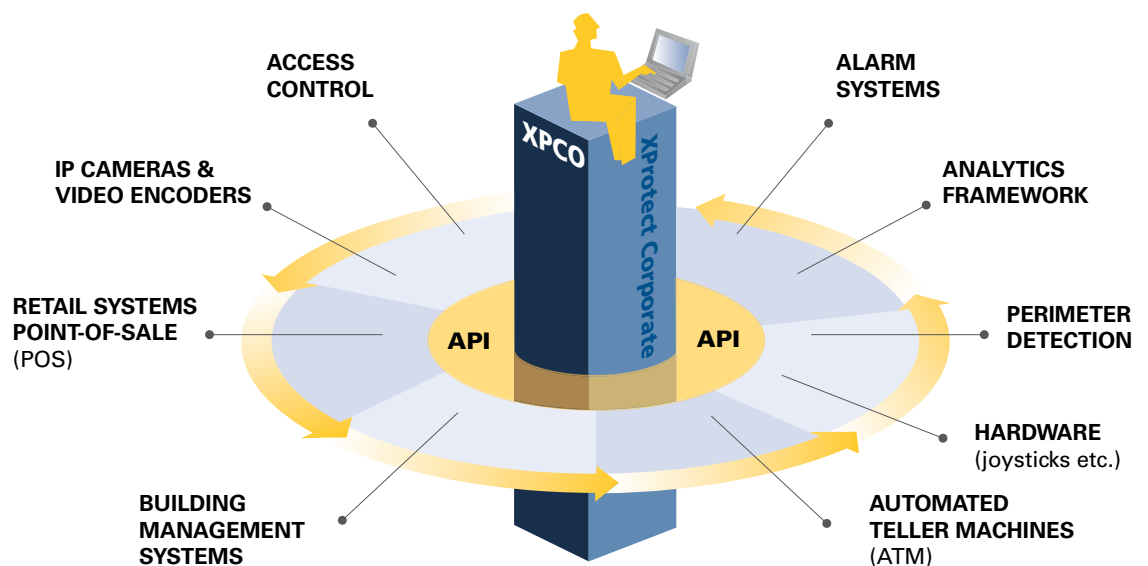 ACCESS
CONTROL
ALARM
SYSTEMS
XPCO
XProtect Corporate
IP CAMERAS &
VIDEO ENCODERS
ANALYTICS
FRAMEWORK
RETAIL SYSTEMS
POINT-OF-SALE
(POS)
API
API
PERIMETER
DETECTION
HARDWARE
(joysticks etc.)
BUILDING
MANAGEMENT
SYSTEMS
AUTOMATED
TELLER MACHINES
(ATM)